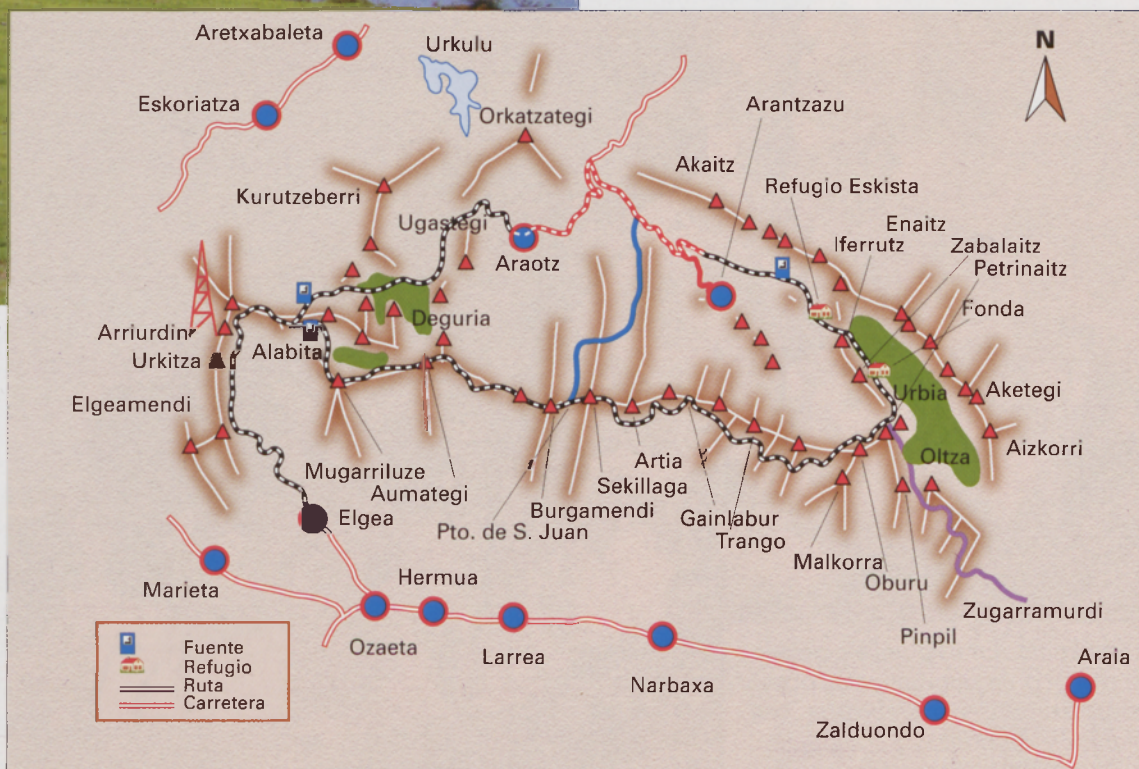 Aretxabaleta
Urkulu
N
Eskoriatza
Orkatzategi
Arantzazu
Akaitz
Kurutzeberri
Refugio Eskista
Ugastegi
Enaitz
Iferrutz
Zabalaitz
Araotz
Petrinaitz
Fonda
Deguria
Arriurdin
Alabita
Urkitza
Urbia
Aketegi
Elgeamendi
Aizkorri
Oltza
Mugarriluze
Artia
Aumategi
Sekillaga
Elgea
Burgamendi
Gainlabur
Pto. de S. Juan
Trango
Malkorra
Oburu
Hermua
Marieta
Zugarramurdi
Pinpil
Ozaeta
Larrea
Araia
Narbaxa
Zalduondo
Fuente
Refugio
Ruta
Carretera